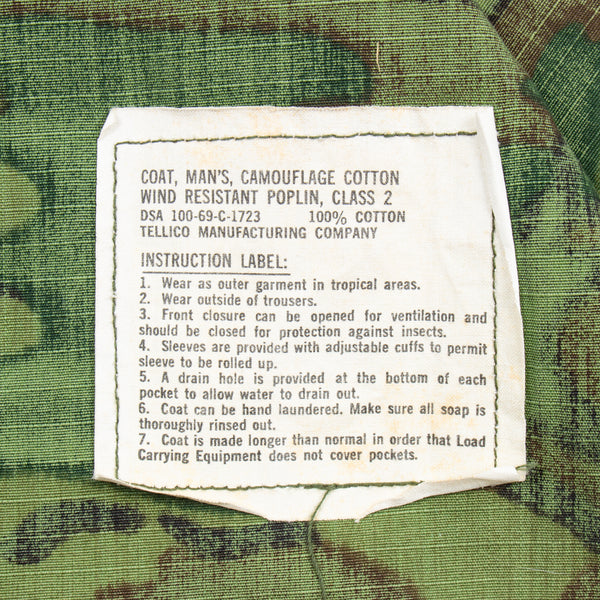 COAT, MAN'S, CAMOUFLAGE COTTON
WIND RESISTANT POPLIN, CLASS 2
DSA 100-69-C-1723 100% COTTON
TELLICO MANUFACTURING COMPANY
INSTRUCTION LABEL:
1. Wear as outer garment in tropical areas.
2. Wear outside of trousers.
3. Front closure can be opened for ventilation and
should be closed for protection against insects.
4. Sleeves are provided with adjustable cuffs to permit
sleeve to be rolled up.
5. A drain hole is provided at the bottom of each
pocket to allow water to drain out.
6. Coat can be hand laundered. Make sure all soap is
thoroughly rinsed out.
7. Coat is made longer than normal in order that Load
Carrying Equipment does not cover pockets.